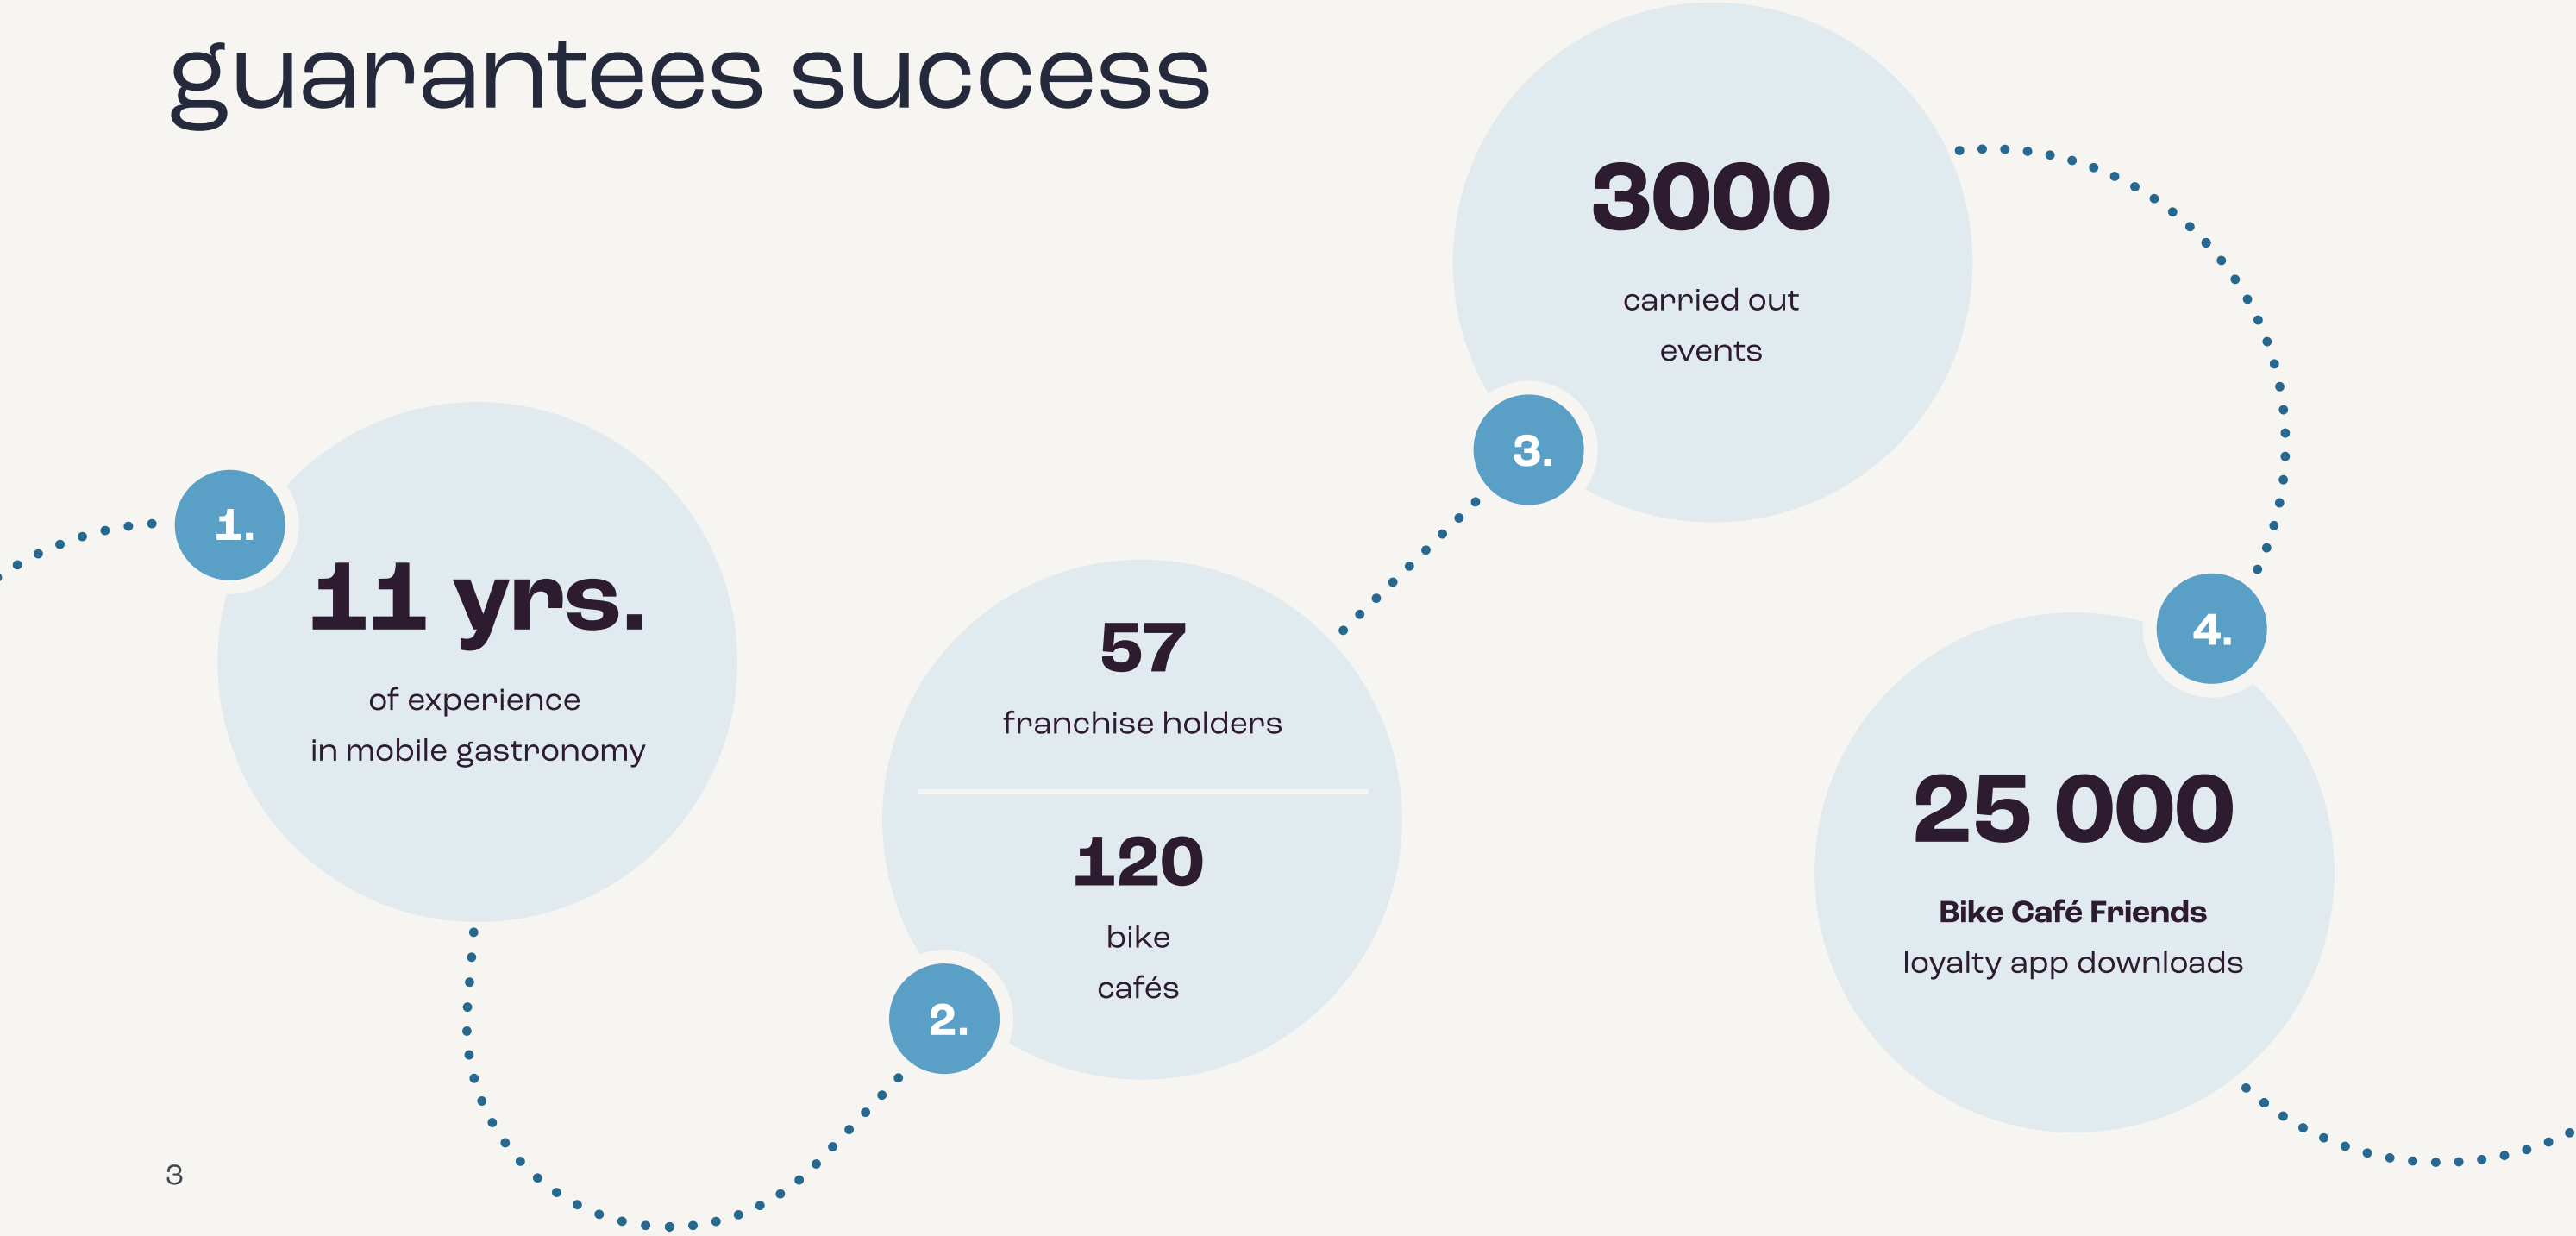 guarantees success
1.
11 yrs.
of experience
in mobile gastronomy
2.
57
franchise holders
120
bike
cafés
3.
3000
carried out
events
4.
25 000
Bike Café Friends
loyalty app downloads
3